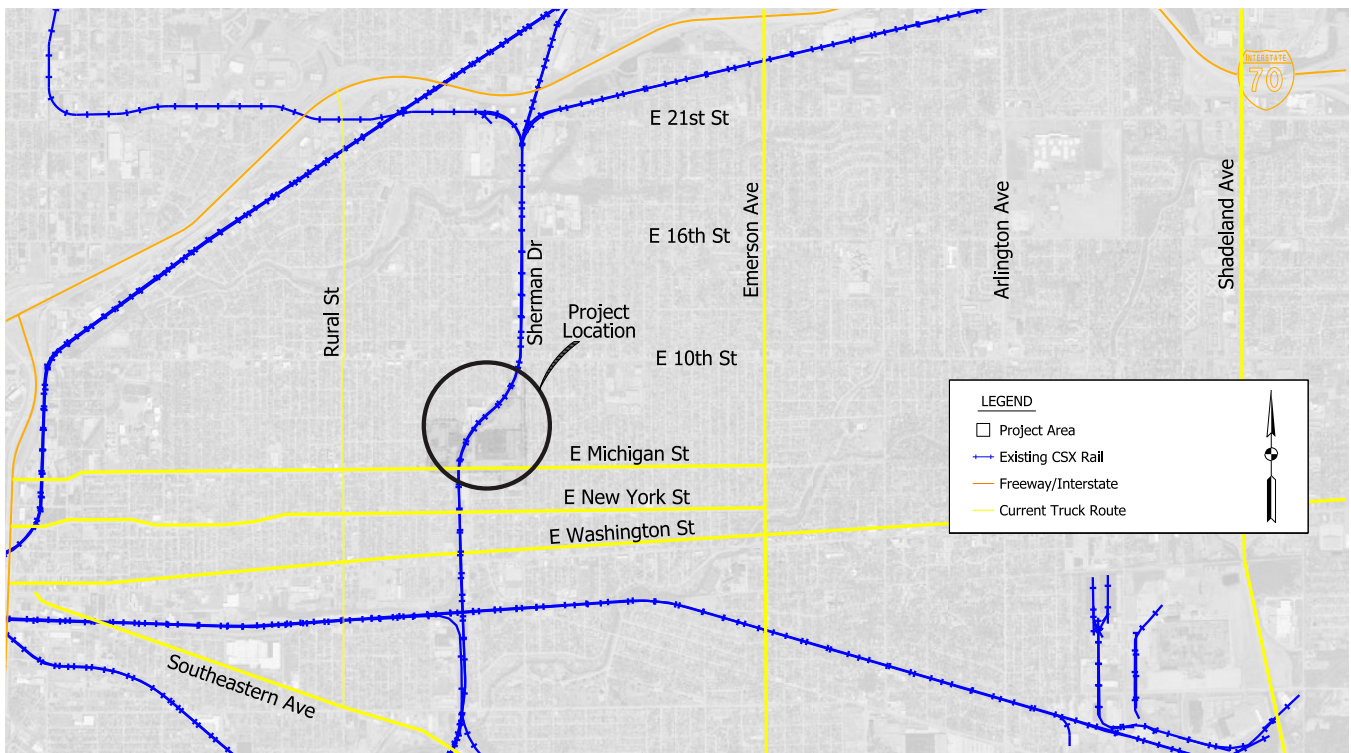 INTERSTATE
70
E 21st St
E 16th St
E 10th St
Rural St
Sherman Dr
Project
Location
Emerson Ave
Arlington Ave
Shadeland Ave
E Michigan St
E New York St
E Washington St
Southeastern Ave
LEGEND
Project Area
Existing CSX Rail
Freeway/Interstate
Current Truck Route